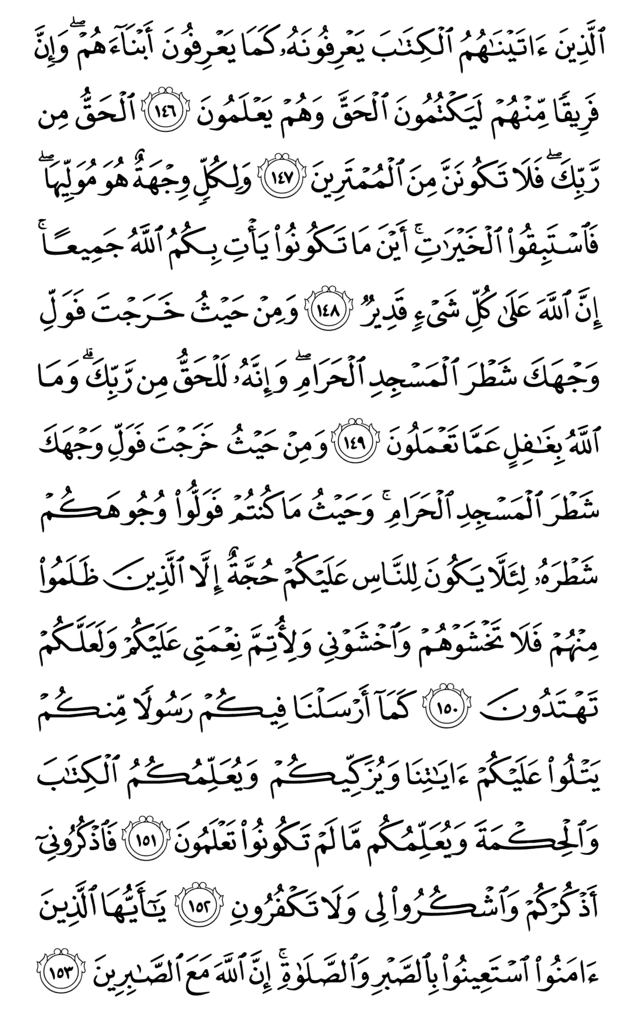 ٱلَّذِينَ ءَاتَيۡنَٰهُمُ ٱلۡكِتَٰبَ يَعۡرِفُونَهُۥ كَمَا يَعۡرِفُونَ أَبۡنَآءَهُمۡۖ وَإِنَّ
فَرِيقٗا مِّنۡهُمۡ لَيَكۡتُمُونَ ٱلۡحَقَّ وَهُمۡ يَعۡلَمُونَ ١٤٦ ٱلۡحَقُّ مِن
رَّبِّكَۖ فَلَا تَكُونَنَّ مِنَ ٱلۡمُمۡتَرِينَ ١٤٧ وَلِكُلّٖ وِجۡهَةٌ هُوَ مُوَلِّيهَاۖ
فَٱسۡتَبِقُواْ ٱلۡخَيۡرَٰتِۚ أَيۡنَ مَا تَكُونُواْ يَأۡتِ بِكُمُ ٱللَّهُ جَمِيعًاۚ
إِنَّ ٱللَّهَ عَلَىٰ كُلِّ شَيۡءٖ قَدِيرٞ ١٤٨ وَمِنۡ حَيۡثُ خَرَجۡتَ فَوَلِّ
وَجۡهَكَ شَطۡرَ ٱلۡمَسۡجِدِ ٱلۡحَرَامِۖ وَإِنَّهُۥ لَلۡحَقُّ مِن رَّبِّكَۗ وَمَا
ٱللَّهُ بِغَٰفِلٍ عَمَّا تَعۡمَلُونَ ١٤٩ وَمِنۡ حَيۡثُ خَرَجۡتَ فَوَلِّ وَجۡهَكَ
شَطۡرَ ٱلۡمَسۡجِدِ ٱلۡحَرَامِۚ وَحَيۡثُ مَا كُنتُمۡ فَوَلُّواْ وُجُوهَكُمۡ
شَطۡرَهُۥ لِئَلَّا يَكُونَ لِلنَّاسِ عَلَيۡكُمۡ حُجَّةٌ إِلَّا ٱلَّذِينَ ظَلَمُواْ
مِنۡهُمۡ فَلَا تَخۡشَوۡهُمۡ وَٱخۡشَوۡنِي وَلِأُتِمَّ نِعۡمَتِي عَلَيۡكُمۡ وَلَعَلَّكُمۡ
تَهۡتَدُونَ ١٥٠ كَمَآ أَرۡسَلۡنَا فِيكُمۡ رَسُولٗا مِّنكُمۡ
يَتۡلُواْ عَلَيۡكُمۡ ءَايَٰتِنَا وَيُزَكِّيكُمۡ وَيُعَلِّمُكُمُ ٱلۡكِتَٰبَ
وَٱلۡحِكۡمَةَ وَيُعَلِّمُكُم مَّا لَمۡ تَكُونُواْ تَعۡلَمُونَ ١٥١ فَٱذۡكُرُونِيٓ
أَذۡكُرۡكُمۡ وَٱشۡكُرُواْ لِي وَلَا تَكۡفُرُونِ ١٥٢ يَٰٓأَيُّهَا ٱلَّذِينَ
ءَامَنُواْ ٱسۡتَعِينُواْ بِٱلصَّبۡرِ وَٱلصَّلَوٰةِۚ إِنَّ ٱللَّهَ مَعَ ٱلصَّٰبِرِينَ ١٥٣